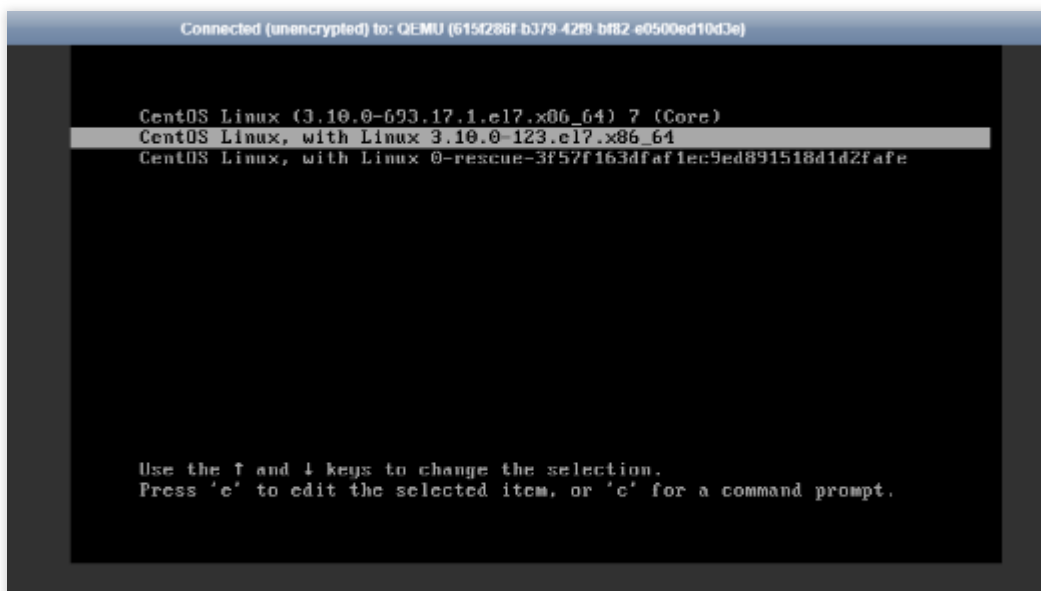 Connected (unencrypted) to: QEMU (615f286f-b379-42f9-bf82-e0500ed10d3e)
CentOS Linux (3.10.0-693.17.1.el7.x86_64) 7 (Core)
CentOS Linux, with Linux 3.10.0-123.el7.x86_64
CentOS Linux, with Linux 0-rescue-3f57f163dfaf1ec9ed891518d1d2fafe
Use the ↑ and ↓ keys to change the selection.
Press 'e' to edit the selected item, or 'c' for a command prompt.